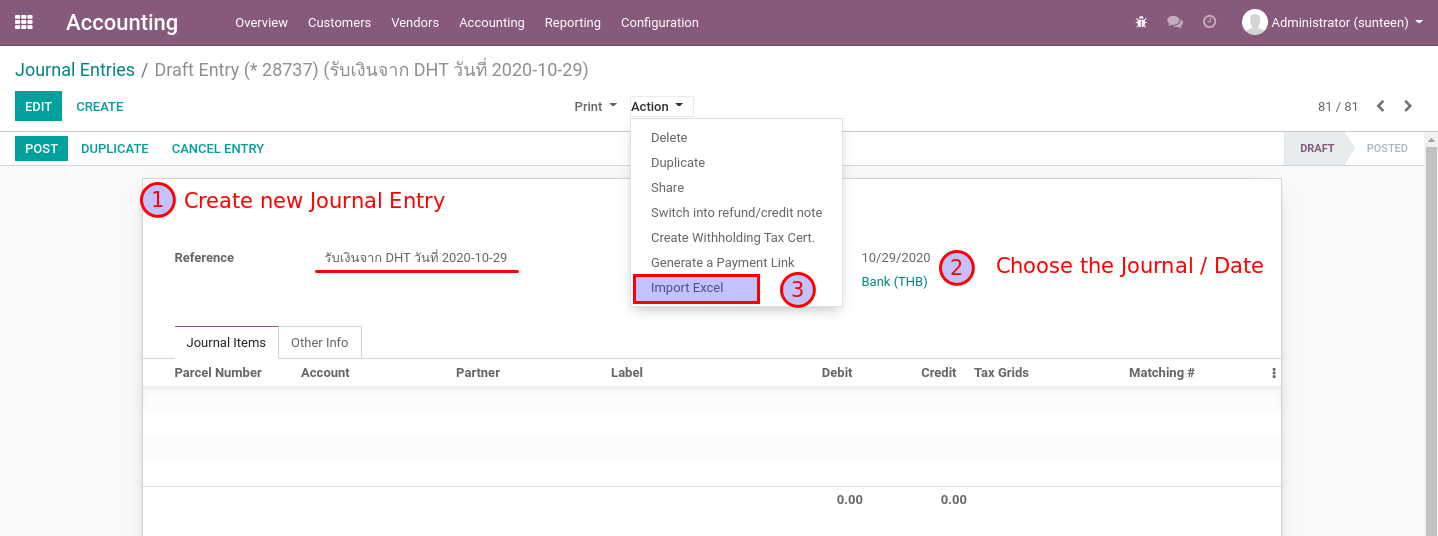 Accounting Overview Customers Vendors Accounting Reporting Configuration Administrator (sunteen)
Journal Entries / Draft Entry (* 28737) (รับเงินจาก DHT วันที่ 2020-10-29)
EDIT CREATE Print Action 81 / 81
POST DUPLICATE CANCEL ENTRY DRAFT POSTED
Delete
Duplicate
Share
Switch into refund/credit note
Create Withholding Tax Cert.
Generate a Payment Link
Import Excel 3
1 Create new Journal Entry
Reference รับเงินจาก DHT วันที่ 2020-10-29 10/29/2020
Bank (THB)
2 Choose the Journal / Date
Journal Items Other Info
Parcel Number Account Partner Label Debit Credit Tax Grids Matching #
0.00 0.00